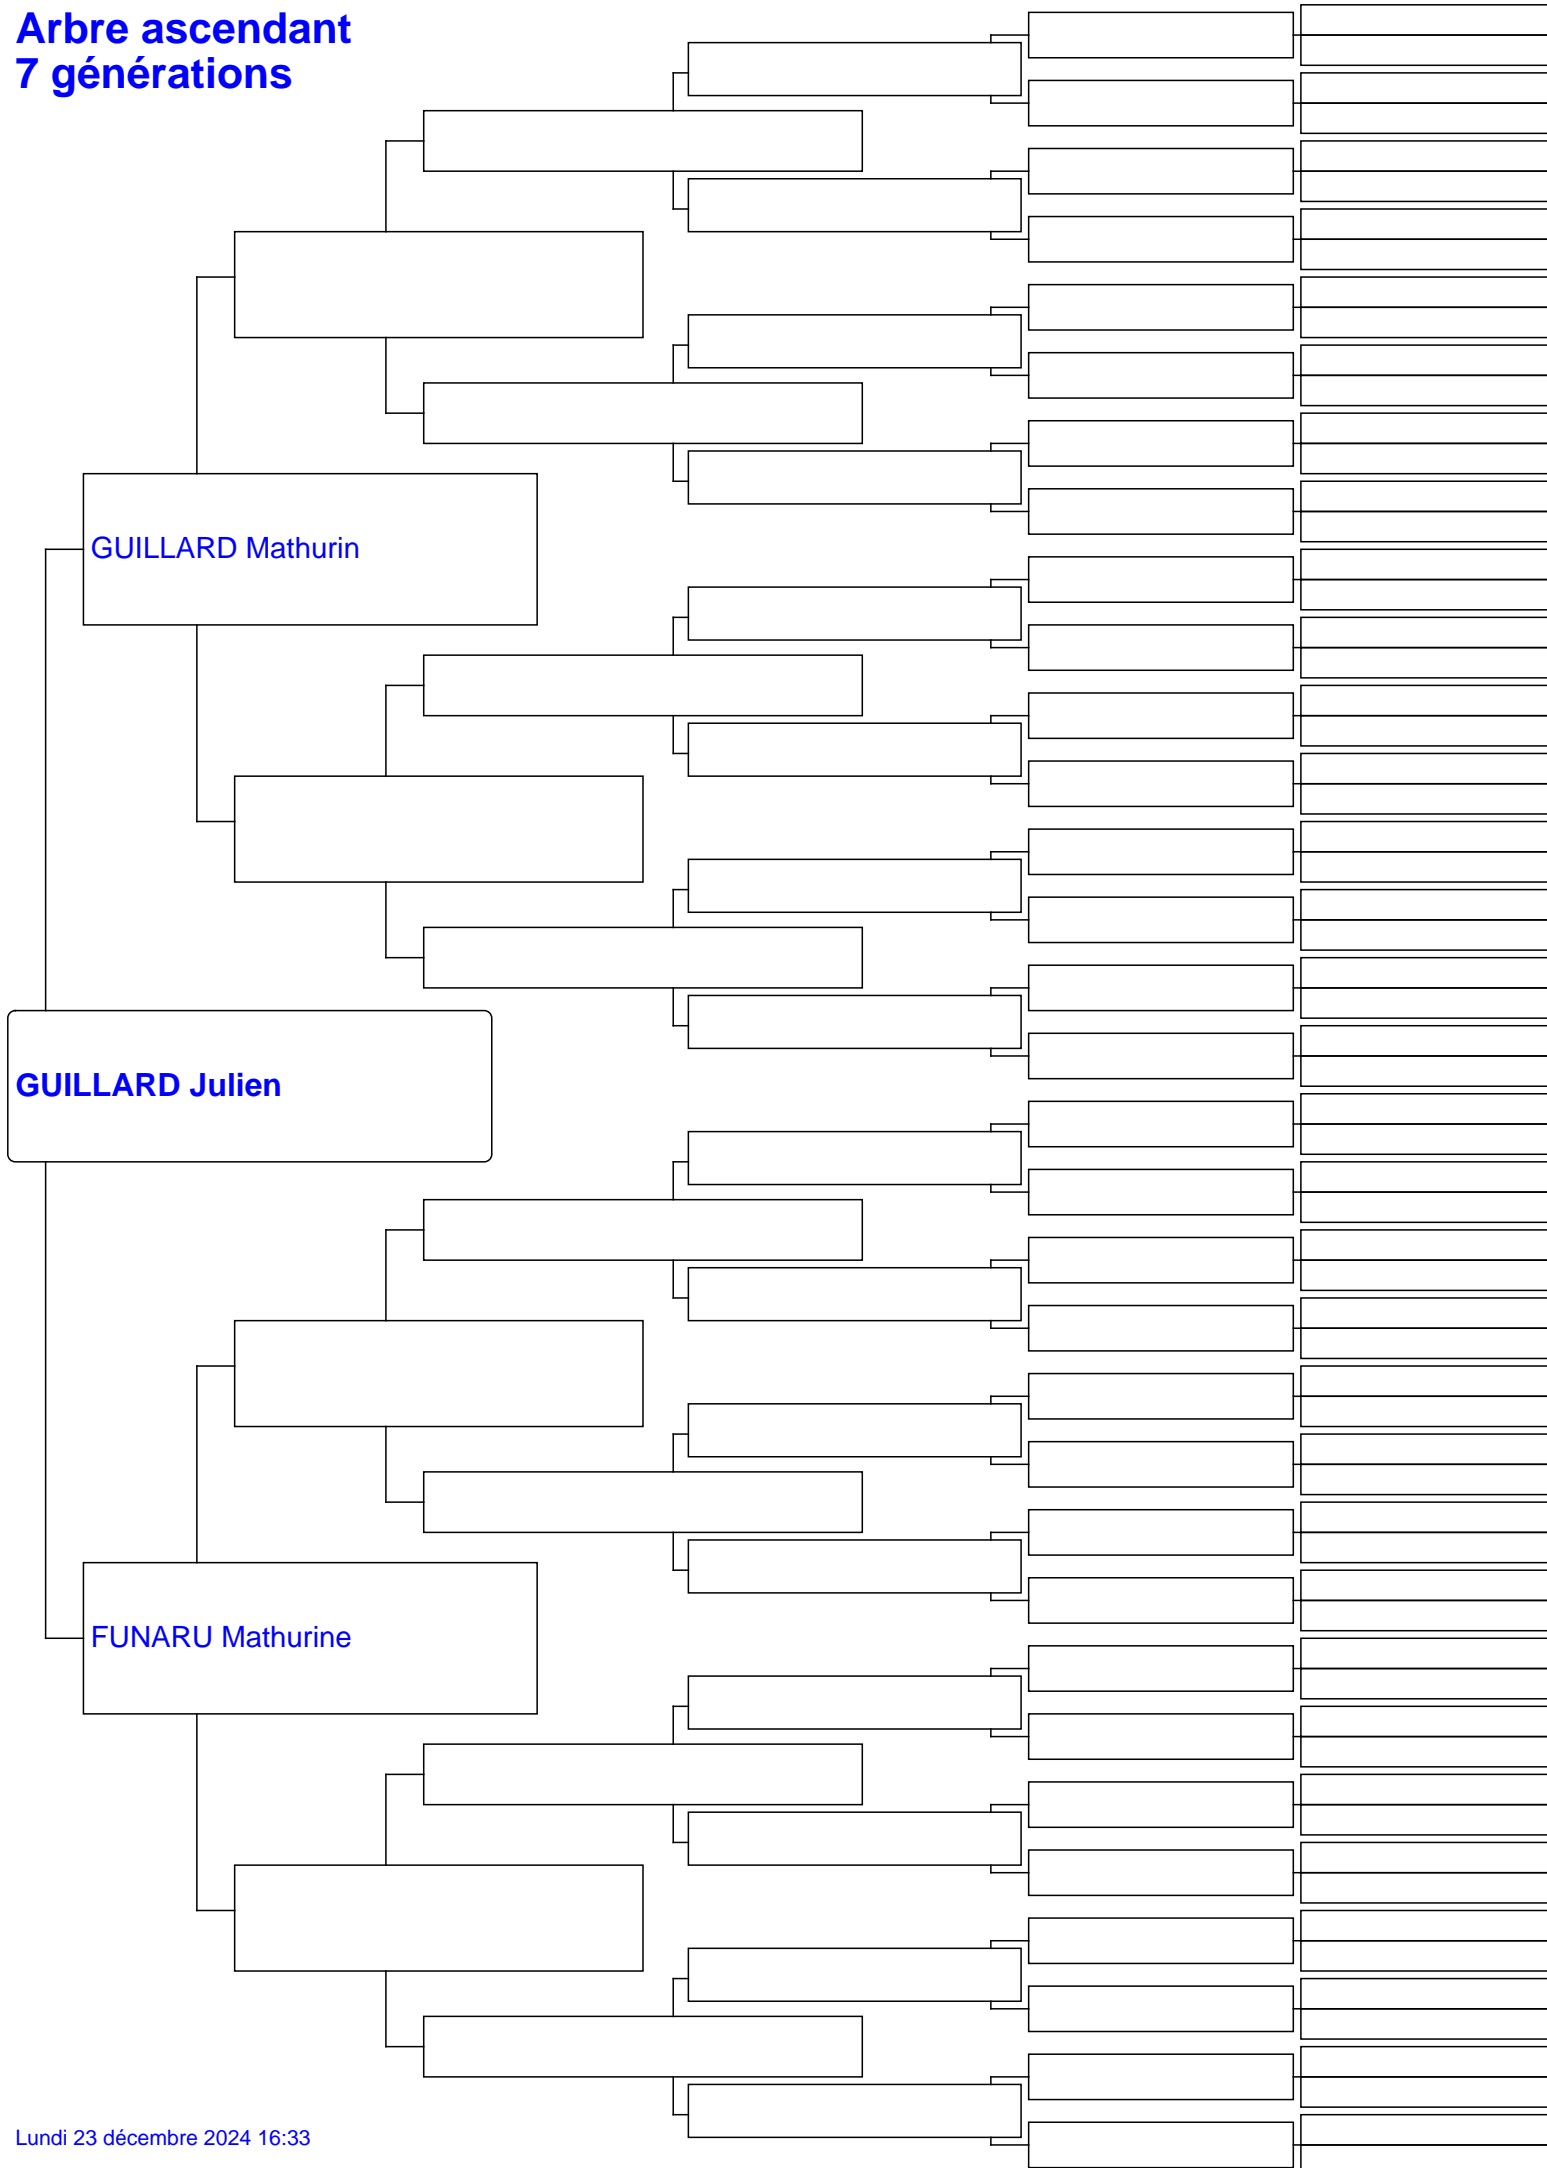 Arbre ascendant
7 générations
GUILLARD Mathurin
GUILLARD Julien
FUNARU Mathurine
Lundi 23 décembre 2024 16:33